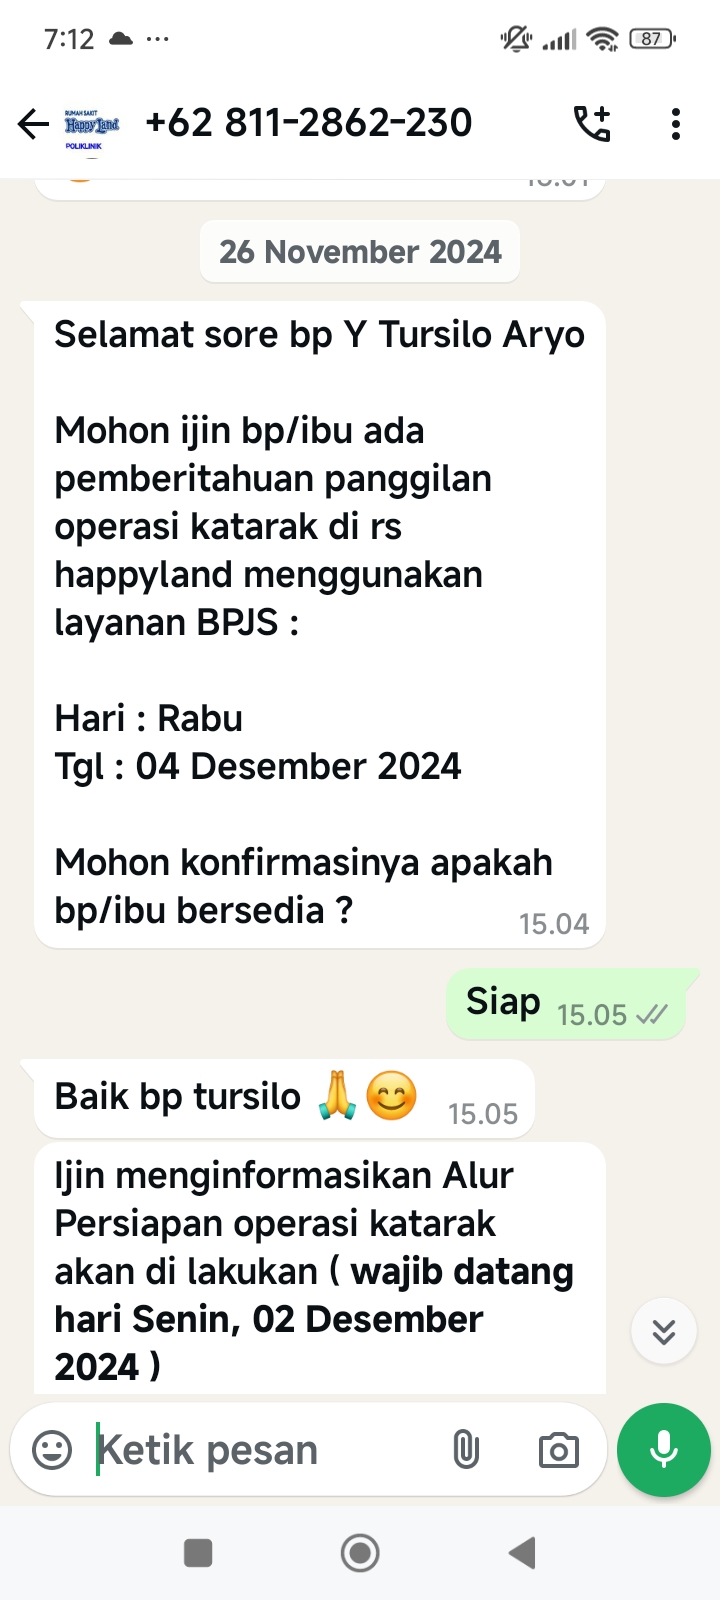 7:12
87
RUMAH SAKIT
Happy Land
POLIKLINIK
+62 811-2862-230
26 November 2024
Selamat sore bp Y Tursilo Aryo
Mohon ijin bp/ibu ada
pemberitahuan panggilan
operasi katarak di rs
happyland menggunakan
layanan BPJS :
Hari : Rabu
Tgl : 04 Desember 2024
Mohon konfirmasinya apakah
bp/ibu bersedia ?
15.04
Siap 15.05
Baik bp tursilo 🙏😊 15.05
Ijin menginformasikan Alur
Persiapan operasi katarak
akan di lakukan ( wajib datang
hari Senin, 02 Desember
2024 )
Ketik pesan